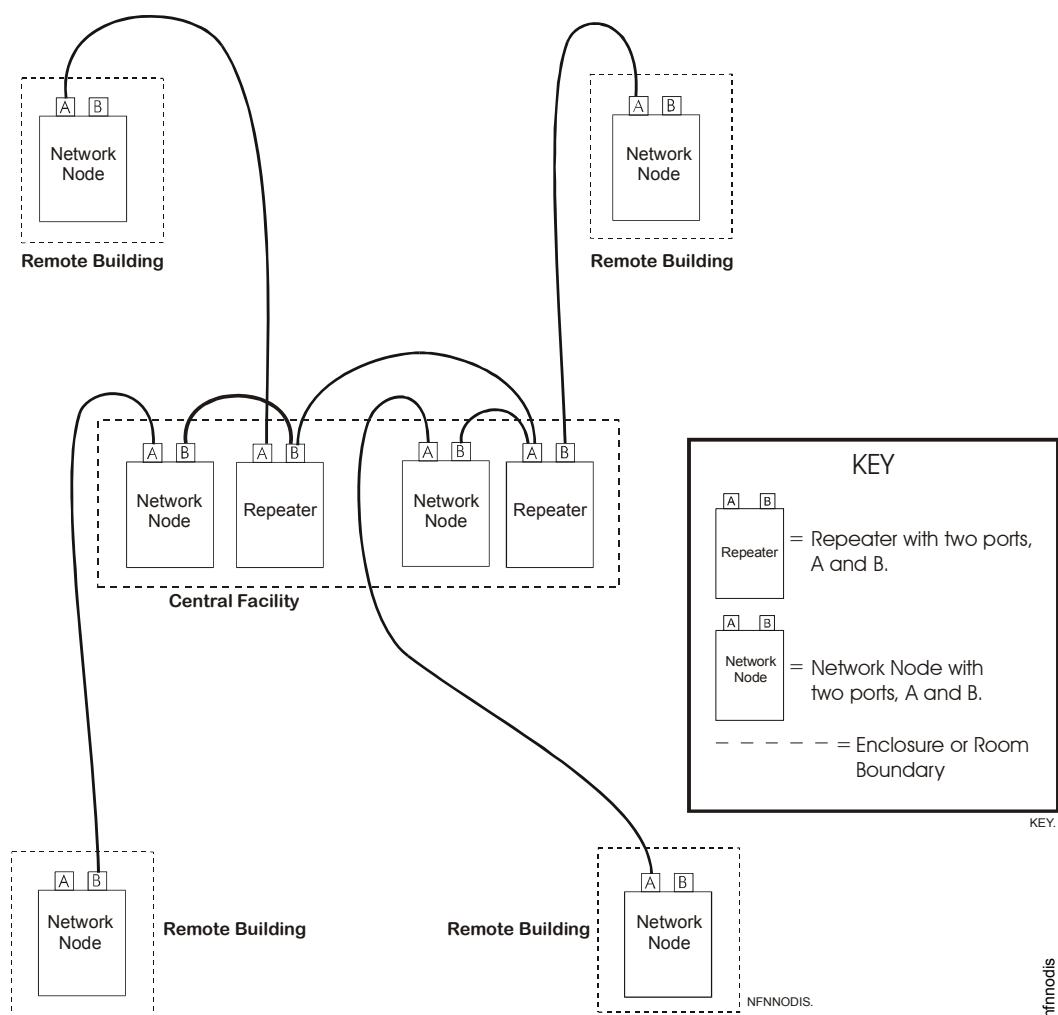 A B
Network
Node
Remote Building
A B
Network
Node
Remote Building
A B
Network
Node
A B
Repeater
A B
Network
Node
A B
Repeater
Central Facility
KEY
A B
Repeater
= Repeater with two ports,
A and B.
A B
Network
Node
= Network Node with
two ports, A and B.
= Enclosure or Room
Boundary
KEY.
A B
Network
Node
Remote Building
Remote Building
A B
Network
Node
NFNNODIS.
nfnnodis